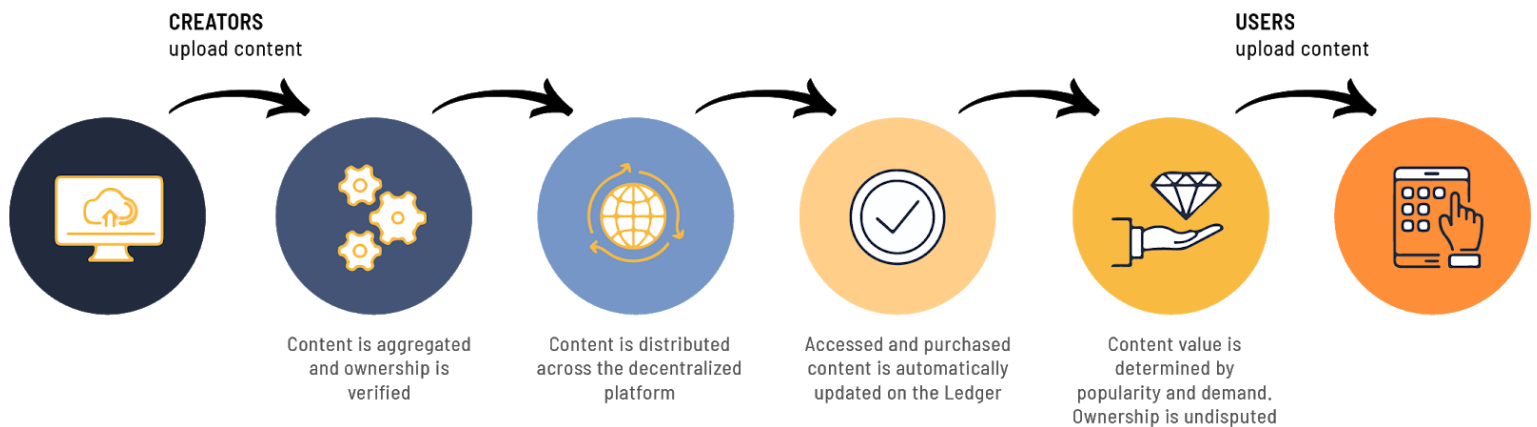 CREATORS
upload content
USERS
upload content
Content is aggregated
and ownership is
verified
Content is distributed
across the decentralized
platform
Accessed and purchased
content is automatically
updated on the Ledger
Content value is
determined by
popularity and demand.
Ownership is undisputed